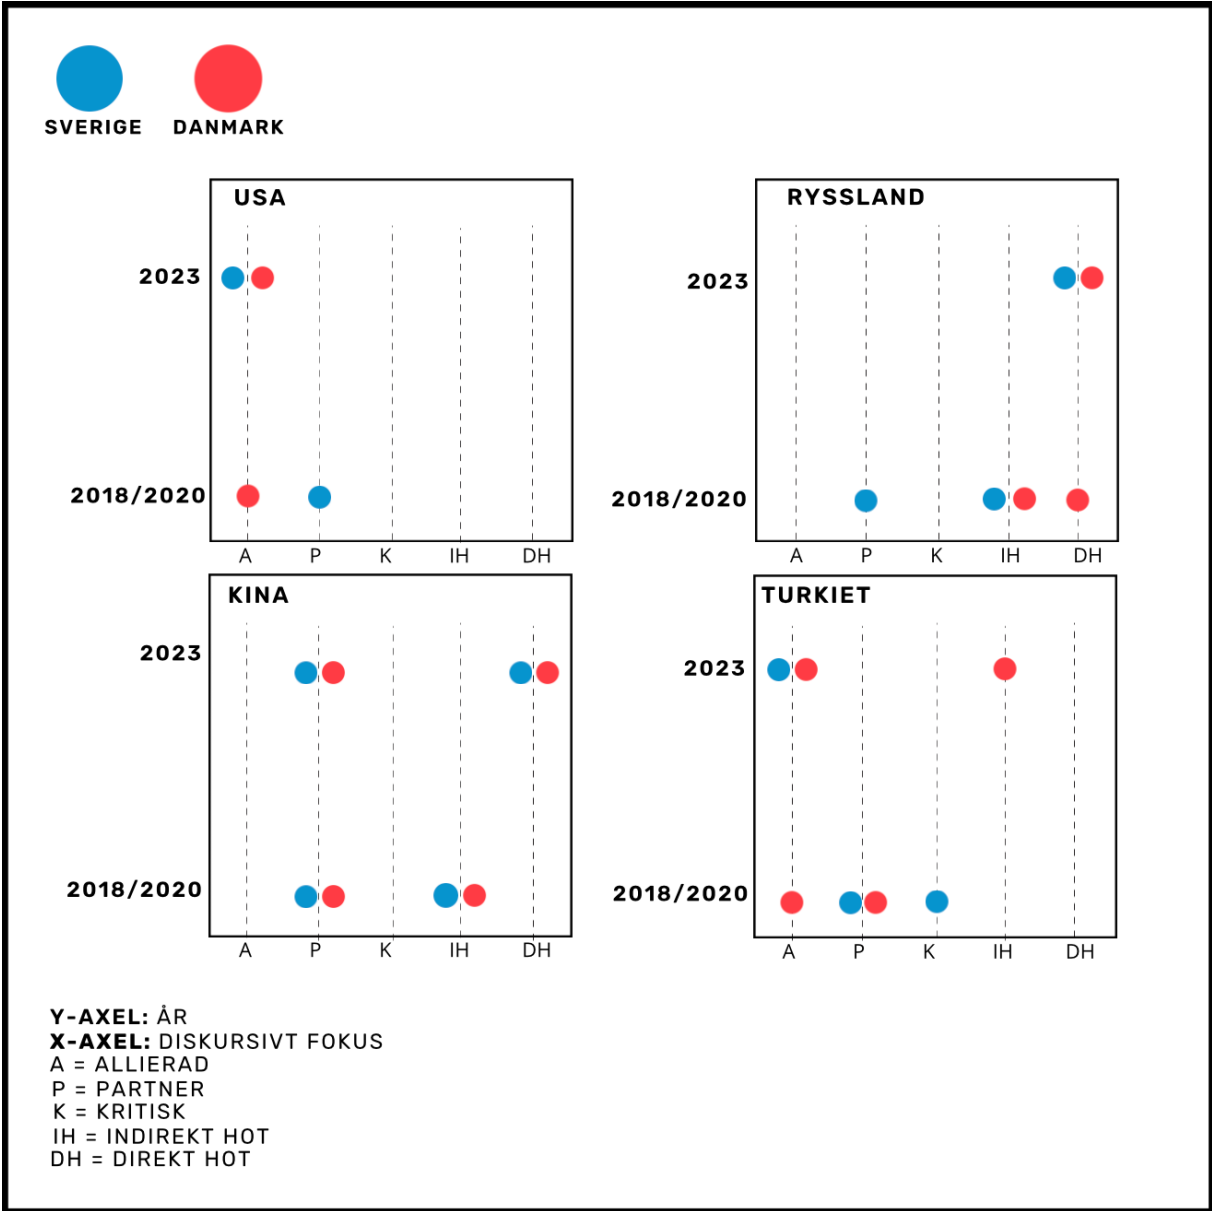 SVERIGE DANMARK
USA
2023
2018/2020
A P K IH DH
RYSSLAND
2023
2018/2020
A P K IH DH
KINA
2023
2018/2020
A P K IH DH
TURKIET
2023
2018/2020
A P K IH DH
Y-AXEL: ÅR
X-AXEL: DISKURSIVT FOKUS
A = ALLIERAD
P = PARTNER
K = KRITISK
IH = INDIREKT HOT
DH = DIREKT HOT